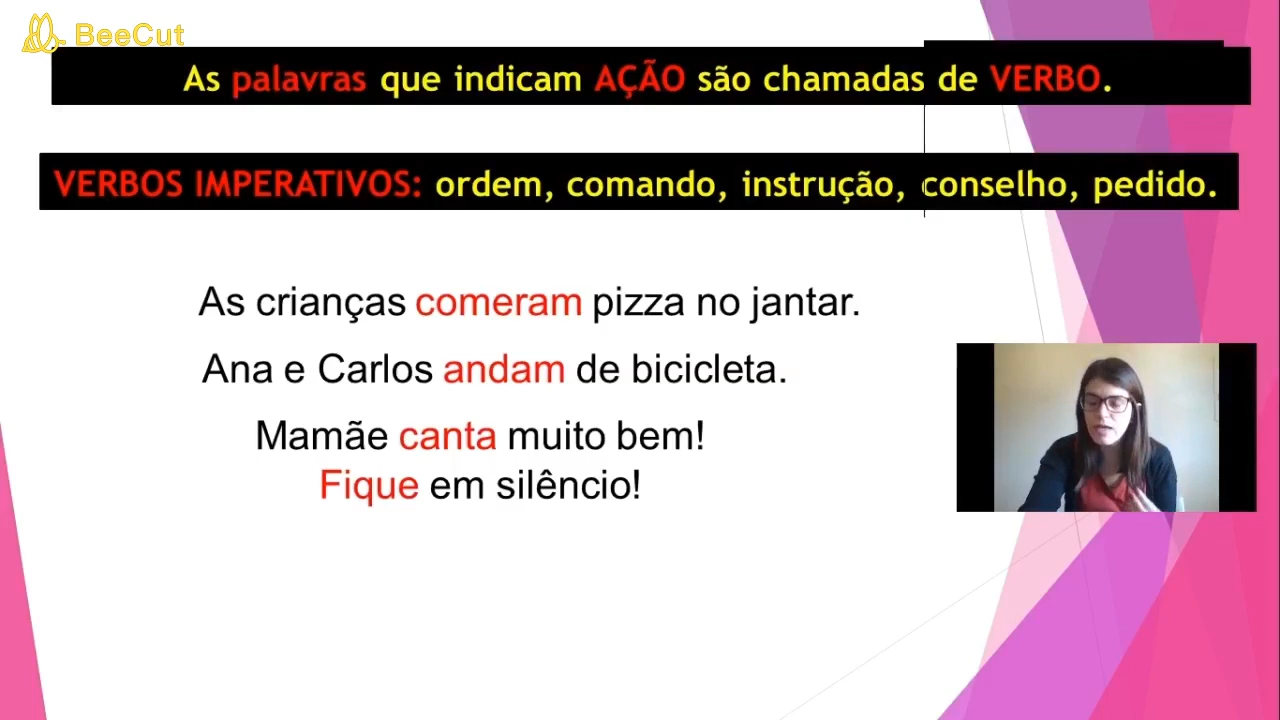 BeeCut
As palavras que indicam AÇÃO são chamadas de VERBO.
VERBOS IMPERATIVOS: ordem, comando, instrução, conselho, pedido.
As crianças comeram pizza no jantar.
Ana e Carlos andam de bicicleta.
Mamãe canta muito bem!
Fique em silêncio!